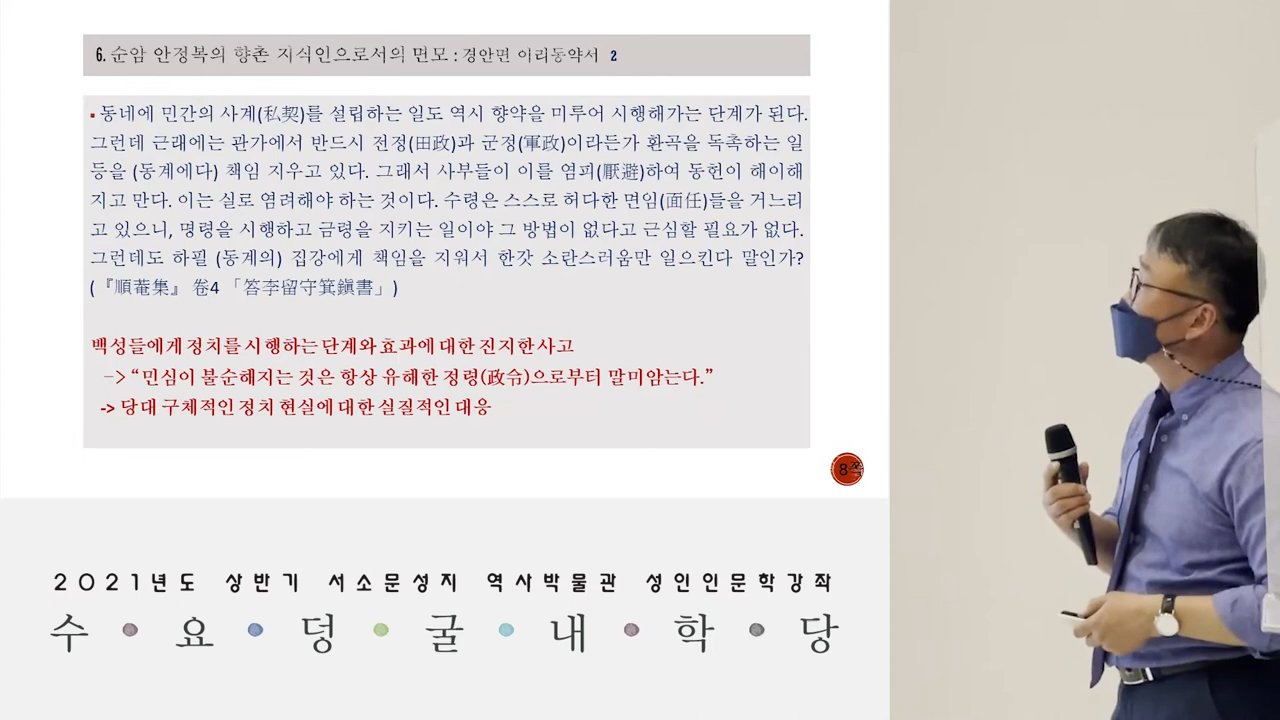 6. 순암 안정복의 향촌 지식인으로서의 면모 : 경안면 이리동약서 2
▪ 동네에 민간의 사계(私契)를 설립하는 일도 역시 향약을 미루어 시행해가는 단계가 된다.
그런데 근래에는 관가에서 반드시 전정(田政)과 군정(軍政)이라든가 환곡을 독촉하는 일
등을 (동계에다) 책임 지우고 있다. 그래서 사부들이 이를 염피(厭避)하여 동헌이 해이해
지고 만다. 이는 실로 염려해야 하는 것이다. 수령은 스스로 허다한 면임(面任)들을 거느리
고 있으니, 명령을 시행하고 금령을 지키는 일이야 그 방법이 없다고 근심할 필요가 없다.
그런데도 하필 (동계의) 집강에게 책임을 지워서 한갓 소란스러움만 일으킨다 말인가?
(『順菴集』 卷4 「答李留守箕鎭書」)
백성들에게 정치를 시행하는 단계와 효과에 대한 진지한 사고
–> “민심이 불순해지는 것은 항상 유해한 정령(政令)으로부터 말미암는다.”
-> 당대 구체적인 정치 현실에 대한 실질적인 대응
8쪽
2021년도 상반기 서소문성지 역사박물관 성인인문학강좌
수·요·덩·굴·내·학·당